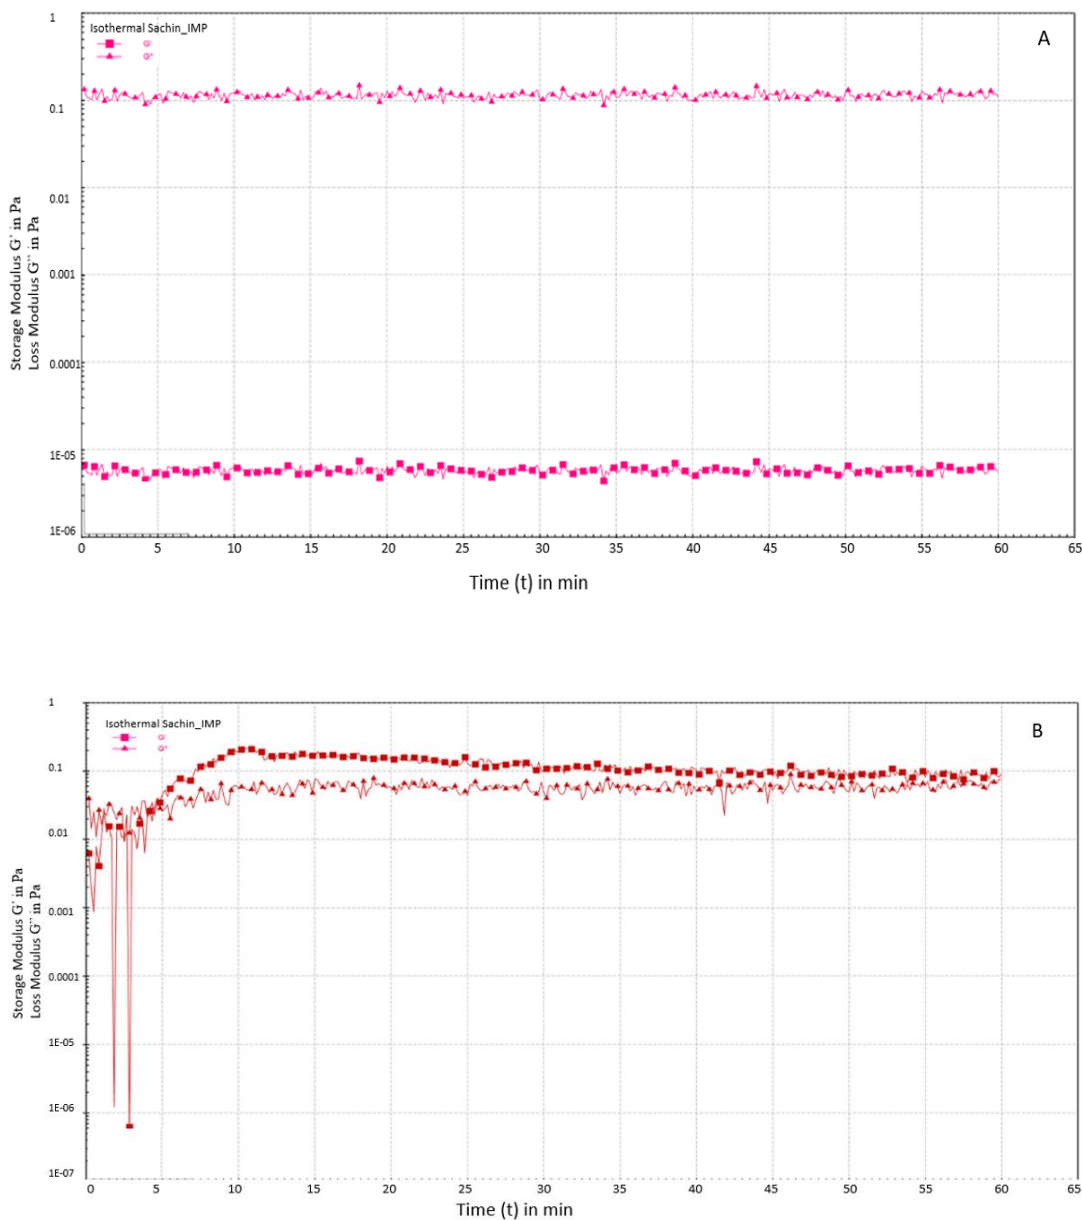 1
Isothermal Sachin_IMP
G'
G"
A
0.1
0.01
0.001
0.0001
1E-05
1E-06
Storage Modulus G' in Pa
Loss Modulus G'' in Pa
0 5 10 15 20 25 30 35 40 45 50 55 60 65
Time (t) in min
1
Isothermal Sachin_IMP
G'
G"
B
0.1
0.01
0.001
0.0001
1E-05
1E-06
1E-07
Storage Modulus G' in Pa
Loss Modulus G'' in Pa
0 5 10 15 20 25 30 35 40 45 50 55 60 65
Time (t) in min